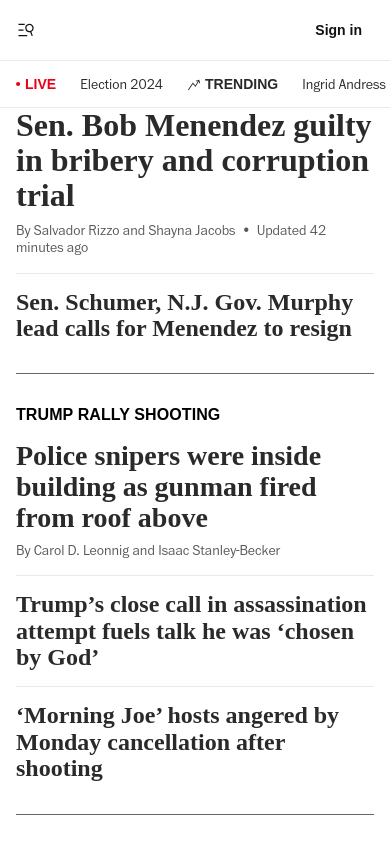 Sign in
• LIVE Election 2024 TRENDING Ingrid Andress
Sen. Bob Menendez guilty
in bribery and corruption
trial
By Salvador Rizzo and Shayna Jacobs • Updated 42
minutes ago
Sen. Schumer, N.J. Gov. Murphy
lead calls for Menendez to resign
TRUMP RALLY SHOOTING
Police snipers were inside
building as gunman fired
from roof above
By Carol D. Leonnig and Isaac Stanley-Becker
Trump’s close call in assassination
attempt fuels talk he was ‘chosen
by God’
‘Morning Joe’ hosts angered by
Monday cancellation after
shooting